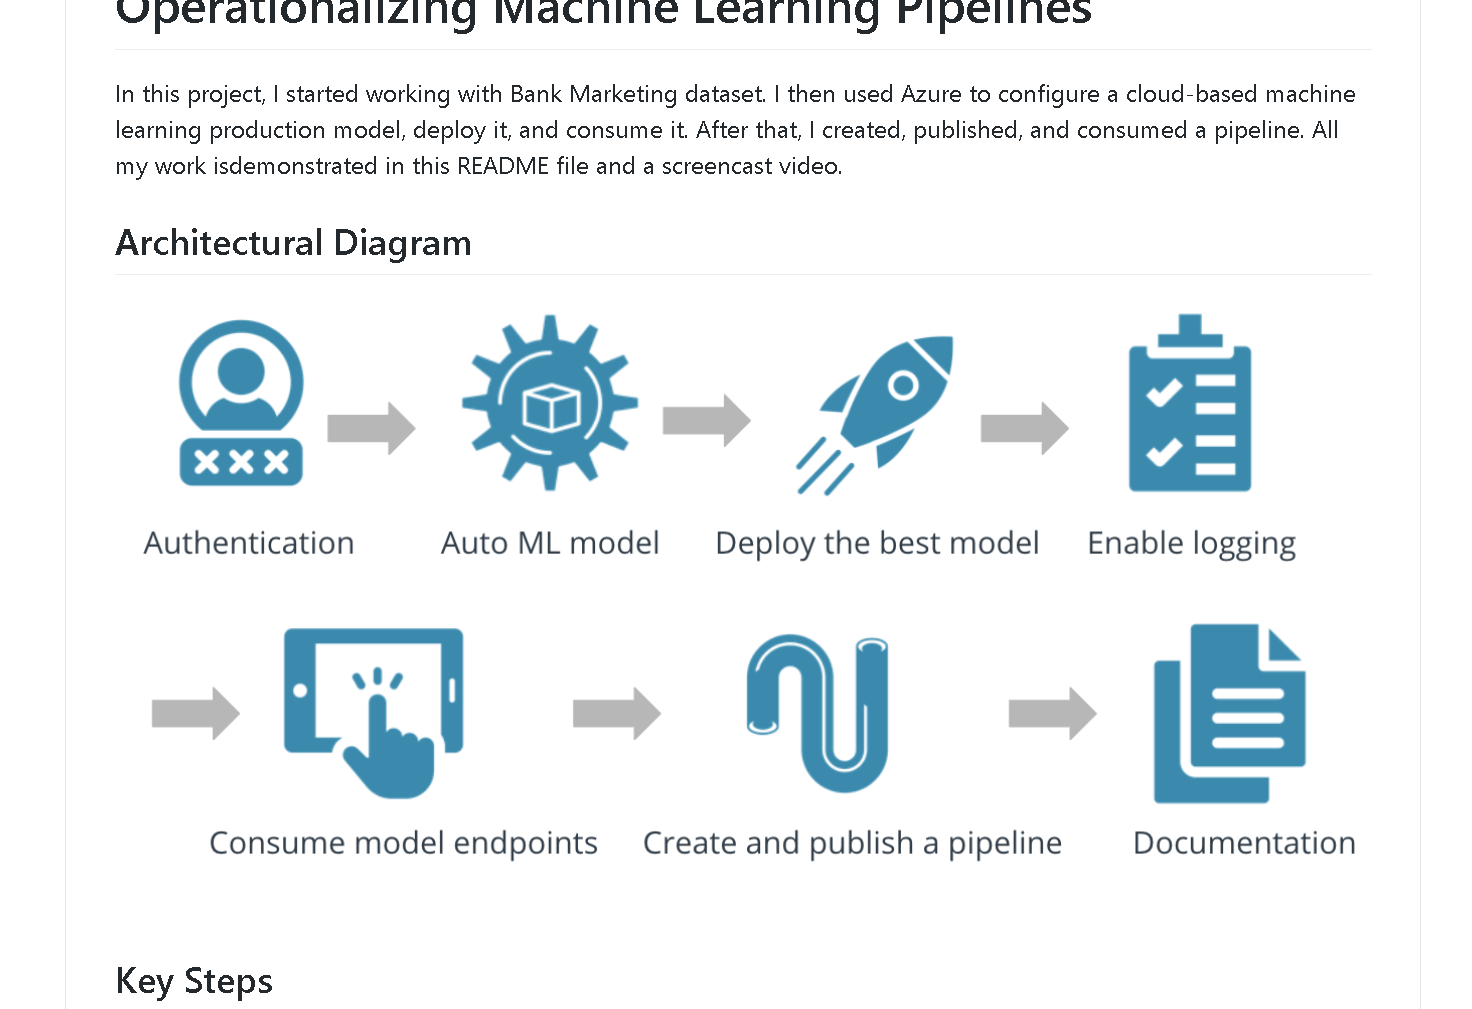 Operationalizing Machine Learning Pipelines
In this project, I started working with Bank Marketing dataset. I then used Azure to configure a cloud-based machine
learning production model, deploy it, and consume it. After that, I created, published, and consumed a pipeline. All
my work isdemonstrated in this README file and a screencast video.
Architectural Diagram
Authentication
Auto ML model
Deploy the best model
Enable logging
Consume model endpoints
Create and publish a pipeline
Documentation
Key Steps